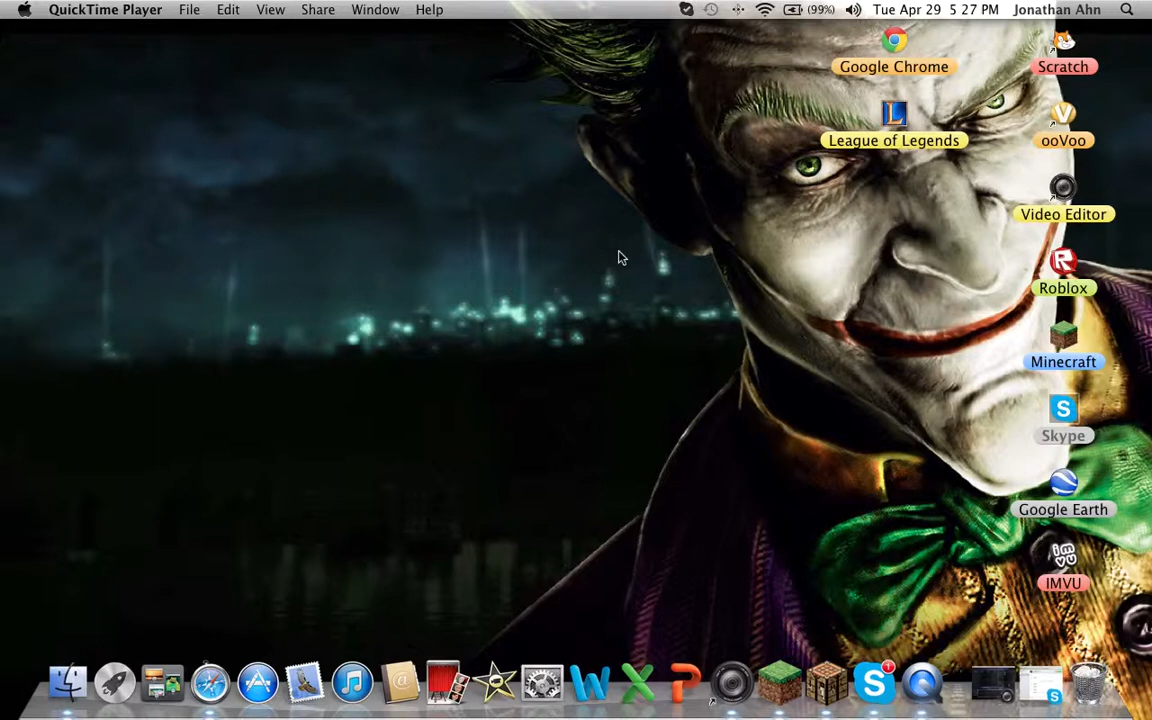 QuickTime Player File Edit View Share Window Help (99%) Tue Apr 29 5:27 PM Jonathan Ahn
Google Chrome
Scratch
League of Legends
ooVoo
Video Editor
Roblox
Minecraft
Skype
Google Earth
IMVU